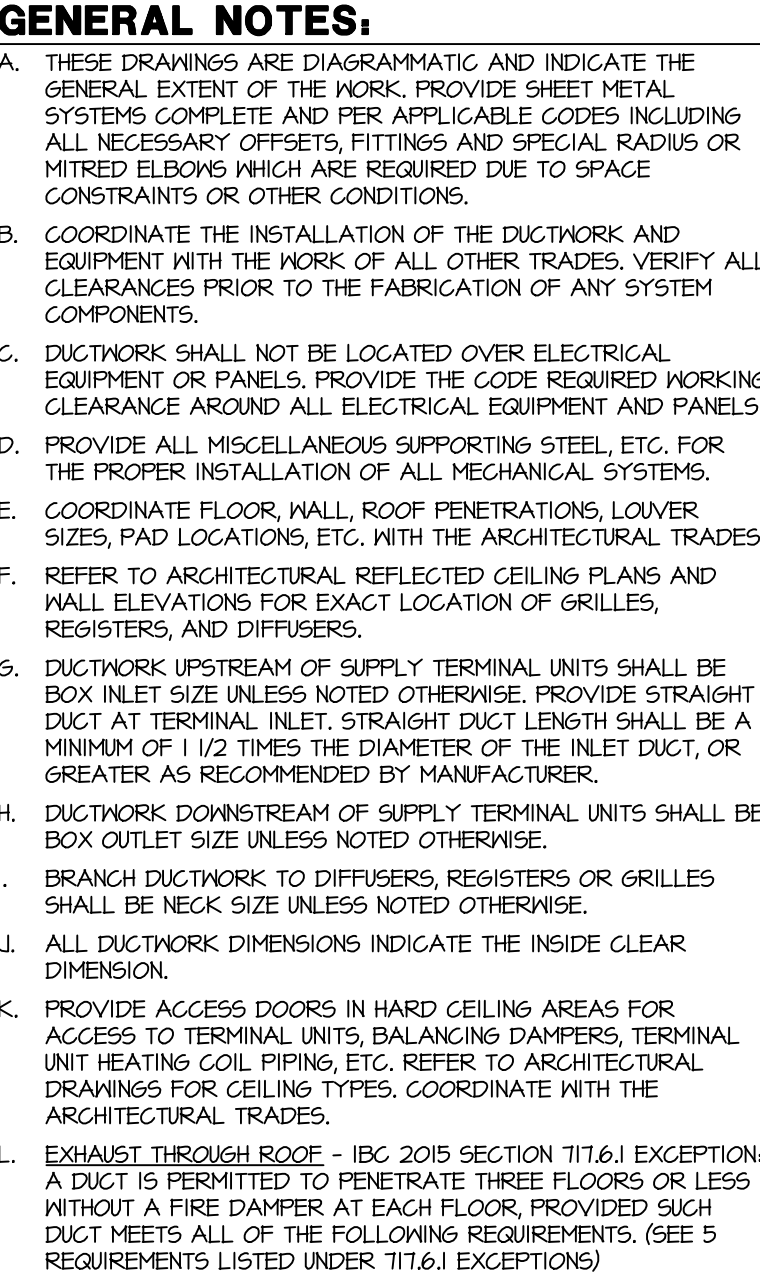 GENERAL NOTES:
A. THESE DRAWINGS ARE DIAGRAMMATIC AND INDICATE THE
GENERAL EXTENT OF THE WORK. PROVIDE SHEET METAL
SYSTEMS COMPLETE AND PER APPLICABLE CODES INCLUDING
ALL NECESSARY OFFSETS, FITTINGS AND SPECIAL RADIUS OR
MITRED ELBOWS WHICH ARE REQUIRED DUE TO SPACE
CONSTRAINTS OR OTHER CONDITIONS.
B. COORDINATE THE INSTALLATION OF THE DUCTWORK AND
EQUIPMENT WITH THE WORK OF ALL OTHER TRADES. VERIFY ALL
CLEARANCES PRIOR TO THE FABRICATION OF ANY SYSTEM
COMPONENTS.
C. DUCTWORK SHALL NOT BE LOCATED OVER ELECTRICAL
EQUIPMENT OR PANELS. PROVIDE THE CODE REQUIRED WORKING
CLEARANCE AROUND ALL ELECTRICAL EQUIPMENT AND PANELS
D. PROVIDE ALL MISCELLANEOUS SUPPORTING STEEL, ETC. FOR
THE PROPER INSTALLATION OF ALL MECHANICAL SYSTEMS.
E. COORDINATE FLOOR, WALL, ROOF PENETRATIONS, LOUVER
SIZES, PAD LOCATIONS, ETC. WITH THE ARCHITECTURAL TRADES
F. REFER TO ARCHITECTURAL REFLECTED CEILING PLANS AND
WALL ELEVATIONS FOR EXACT LOCATION OF GRILLES,
REGISTERS, AND DIFFUSERS.
G. DUCTWORK UPSTREAM OF SUPPLY TERMINAL UNITS SHALL BE
BOX INLET SIZE UNLESS NOTED OTHERWISE. PROVIDE STRAIGHT
DUCT AT TERMINAL INLET. STRAIGHT DUCT LENGTH SHALL BE A
MINIMUM OF 1 1/2 TIMES THE DIAMETER OF THE INLET DUCT, OR
GREATER AS RECOMMENDED BY MANUFACTURER.
H. DUCTWORK DOWNSTREAM OF SUPPLY TERMINAL UNITS SHALL BE
BOX OUTLET SIZE UNLESS NOTED OTHERWISE.
. BRANCH DUCTWORK TO DIFFUSERS, REGISTERS OR GRILLES
SHALL BE NECK SIZE UNLESS NOTED OTHERWISE.
J. ALL DUCTWORK DIMENSIONS INDICATE THE INSIDE CLEAR
DIMENSION.
K. PROVIDE ACCESS DOORS IN HARD CEILING AREAS FOR
ACCESS TO TERMINAL UNITS, BALANCING DAMPERS, TERMINAL
UNIT HEATING COIL PIPING, ETC. REFER TO ARCHITECTURAL
DRAWINGS FOR CEILING TYPES. COORDINATE WITH THE
ARCHITECTURAL TRADES.
L. EXHAUST THROUGH ROOF - IBC 2015 SECTION 717.6.1 EXCEPTION:
A DUCT IS PERMITTED TO PENETRATE THREE FLOORS OR LESS
WITHOUT A FIRE DAMPER AT EACH FLOOR, PROVIDED SUCH
DUCT MEETS ALL OF THE FOLLOWING REQUIREMENTS. (SEE 5
REQUIREMENTS LISTED UNDER 717.6.1 EXCEPTIONS)